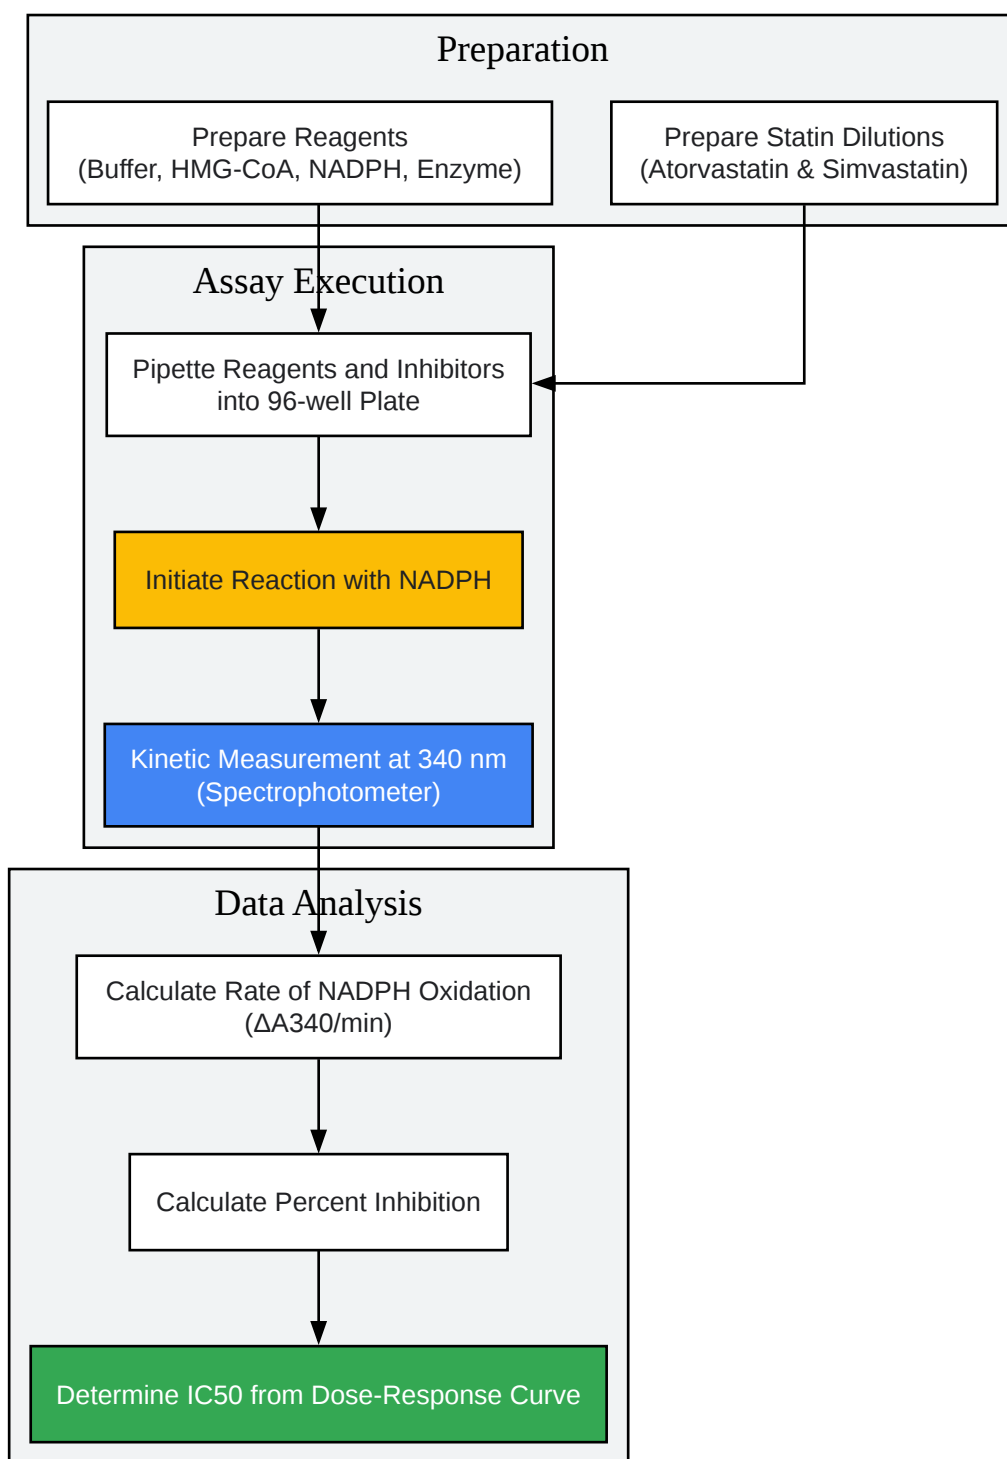 Preparation
Prepare Reagents
(Buffer, HMG-CoA, NADPH, Enzyme)
Prepare Statin Dilutions
(Atorvastatin & Simvastatin)
Assay Execution
Pipette Reagents and Inhibitors
into 96-well Plate
Initiate Reaction with NADPH
Kinetic Measurement at 340 nm
(Spectrophotometer)
Data Analysis
Calculate Rate of NADPH Oxidation
(ΔA340/min)
Calculate Percent Inhibition
Determine IC50 from Dose-Response Curve